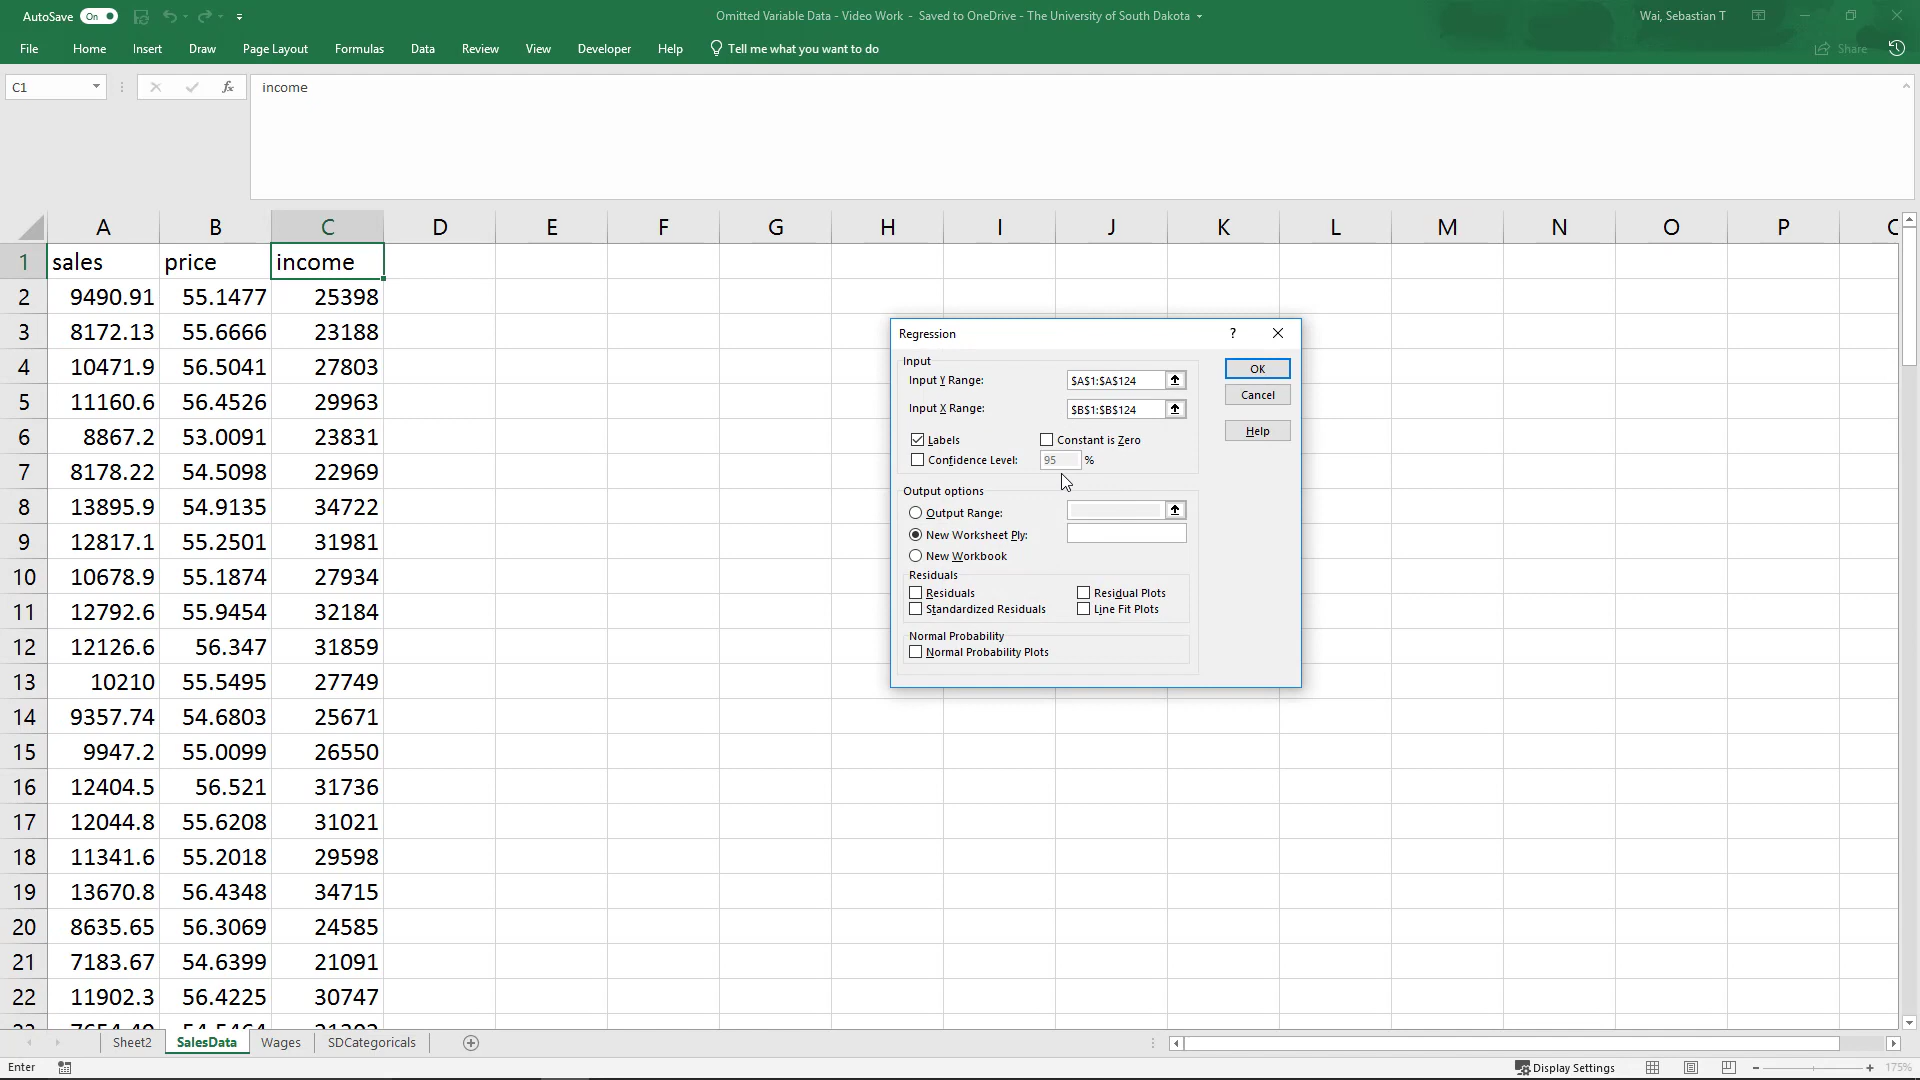 AutoSave On
Omitted Variable Data - Video Work - Saved to OneDrive - The University of South Dakota
Wai, Sebastian T
File Home Insert Draw Page Layout Formulas Data Review View Developer Help Tell me what you want to do Share
C1 fx income
A B C D E F G H I J K L M N O P
1 sales price income
2 9490.91 55.1477 25398
3 8172.13 55.6666 23188
4 10471.9 56.5041 27803
5 11160.6 56.4526 29963
6 8867.2 53.0091 23831
7 8178.22 54.5098 22969
8 13895.9 54.9135 34722
9 12817.1 55.2501 31981
10 10678.9 55.1874 27934
11 12792.6 55.9454 32184
12 12126.6 56.347 31859
13 10210 55.5495 27749
14 9357.74 54.6803 25671
15 9947.2 55.0099 26550
16 12404.5 56.521 31736
17 12044.8 55.6208 31021
18 11341.6 55.2018 29598
19 13670.8 56.4348 34715
20 8635.65 56.3069 24585
21 7183.67 54.6399 21091
22 11902.3 56.4225 30747
Regression ?
Input
Input Y Range: $A$1:$A$124
Input X Range: $B$1:$B$124
Labels Constant is Zero
Confidence Level: 95 %
OK
Cancel
Help
Output options
Output Range:
New Worksheet Ply:
New Workbook
Residuals
Residuals Residual Plots
Standardized Residuals Line Fit Plots
Normal Probability
Normal Probability Plots
Sheet2 SalesData Wages SDCategoricals
Enter Display Settings 175%